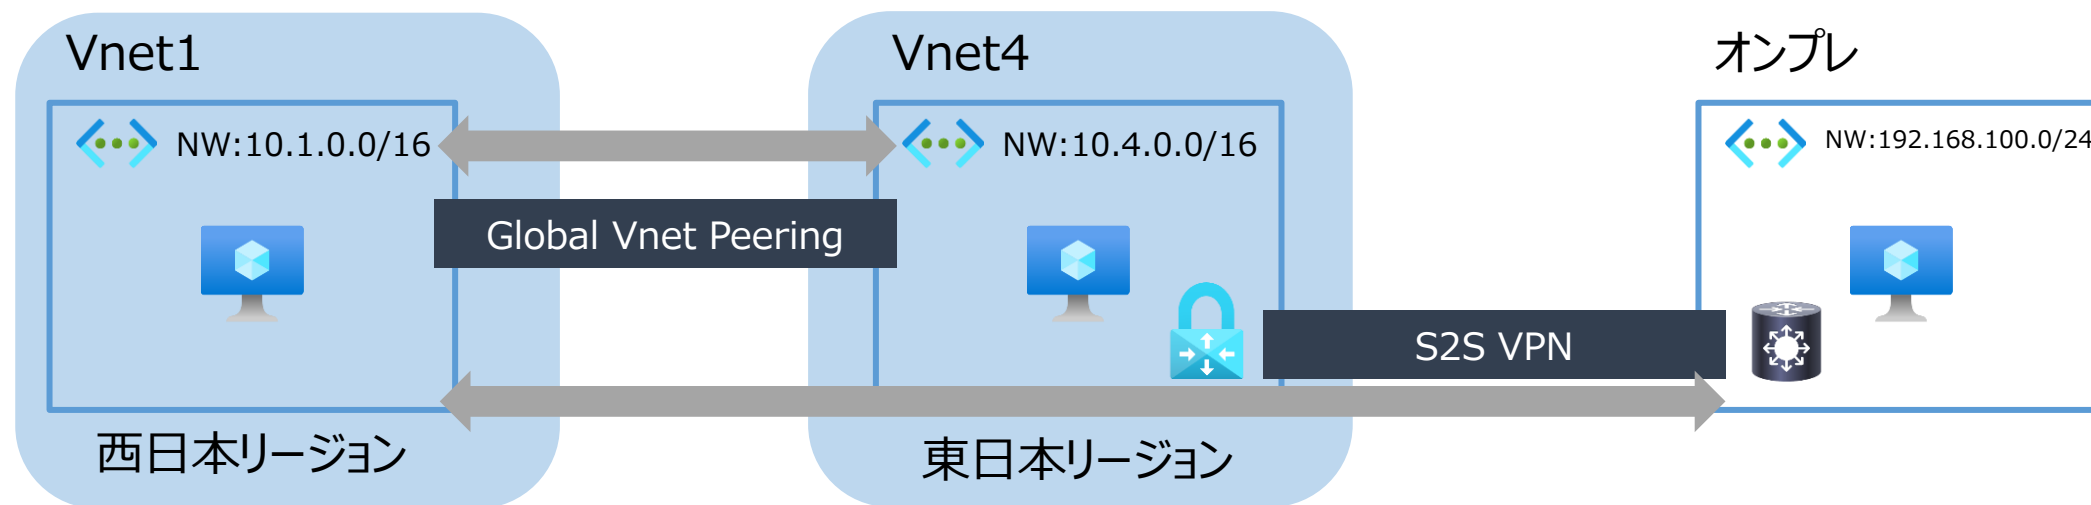 Vnet1
NW:10.1.0.0/16
西日本リージョン
Global Vnet Peering
Vnet4
NW:10.4.0.0/16
東日本リージョン
S2S VPN
オンプレ
NW:192.168.100.0/24